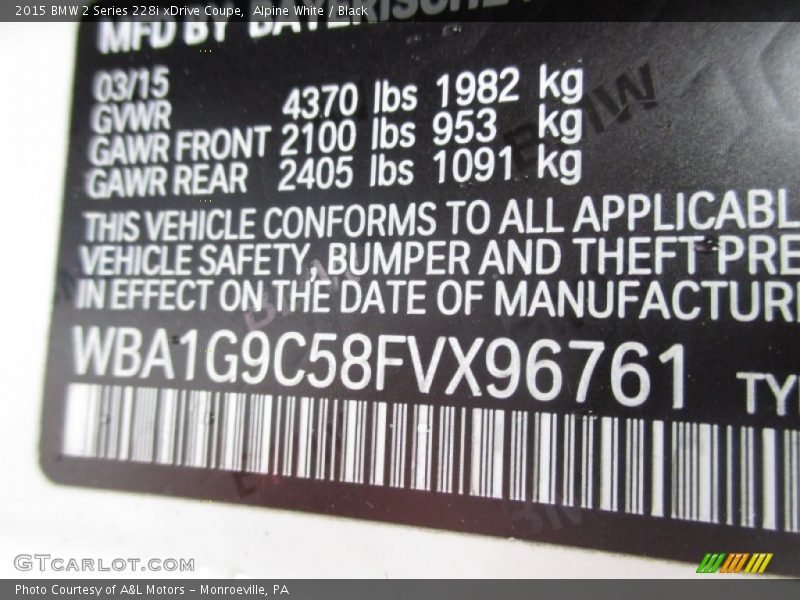 2015 BMW 2 Series 228i xDrive Coupe,  Alpine White / Black
MFD BY
03/15
GVWR 4370 lbs 1982 kg
GAWR FRONT 2100 lbs 953 kg
GAWR REAR 2405 lbs 1091 kg
THIS VEHICLE CONFORMS TO ALL APPLICABL
VEHICLE SAFETY, BUMPER AND THEFT PRE
IN EFFECT ON THE DATE OF MANUFACTURI
WBA1G9C58FVX96761 TYP
GTCARLOT.COM
Photo Courtesy of A&L Motors – Monroeville, PA